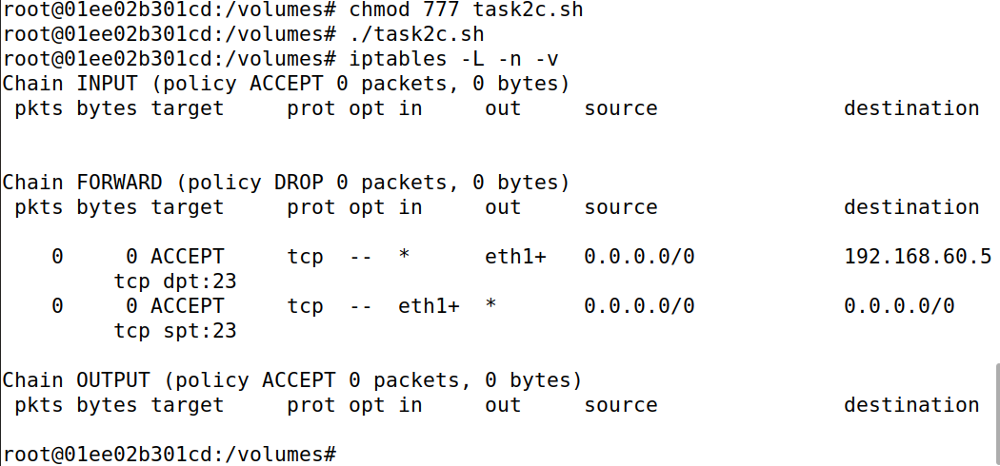 root@01ee02b301cd:/volumes# chmod 777 task2c.sh
root@01ee02b301cd:/volumes# ./task2c.sh
root@01ee02b301cd:/volumes# iptables -L -n -v
Chain INPUT (policy ACCEPT 0 packets, 0 bytes)
 pkts bytes target     prot opt in     out     source               destination
Chain FORWARD (policy DROP 0 packets, 0 bytes)
 pkts bytes target     prot opt in     out     source               destination
    0     0 ACCEPT     tcp  --  *      eth1+   0.0.0.0/0            192.168.60.5
         tcp dpt:23
    0     0 ACCEPT     tcp  --  eth1+  *       0.0.0.0/0            0.0.0.0/0
         tcp spt:23
Chain OUTPUT (policy ACCEPT 0 packets, 0 bytes)
 pkts bytes target     prot opt in     out     source               destination
root@01ee02b301cd:/volumes#